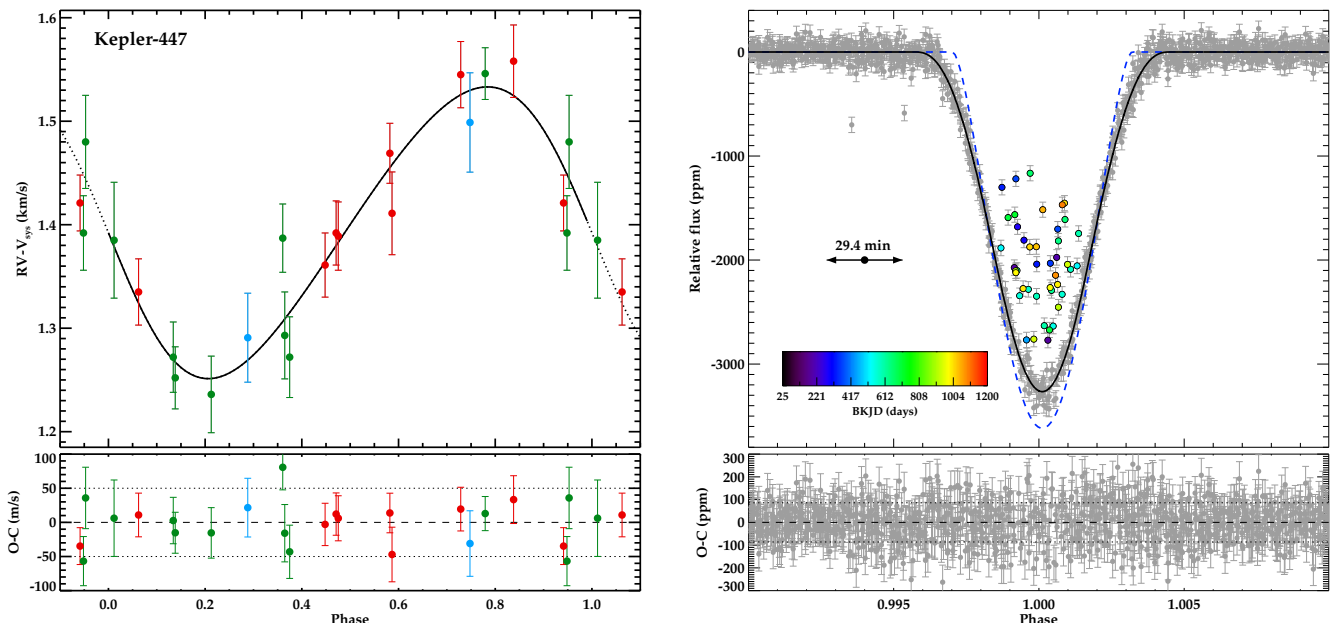 Kepler-447
RV-Vsys (km/s)
1.6
1.5
1.4
1.3
1.2
O-C (m/s)
100
50
0
-50
-100
0.0 0.2 0.4 0.6 0.8 1.0
Phase
Relative flux (ppm)
0
-1000
-2000
-3000
29.4 min
25 221 417 612 808 1004 1200
BKJD (days)
O-C (ppm)
300
200
100
0
-100
-200
-300
0.995 1.000 1.005
Phase